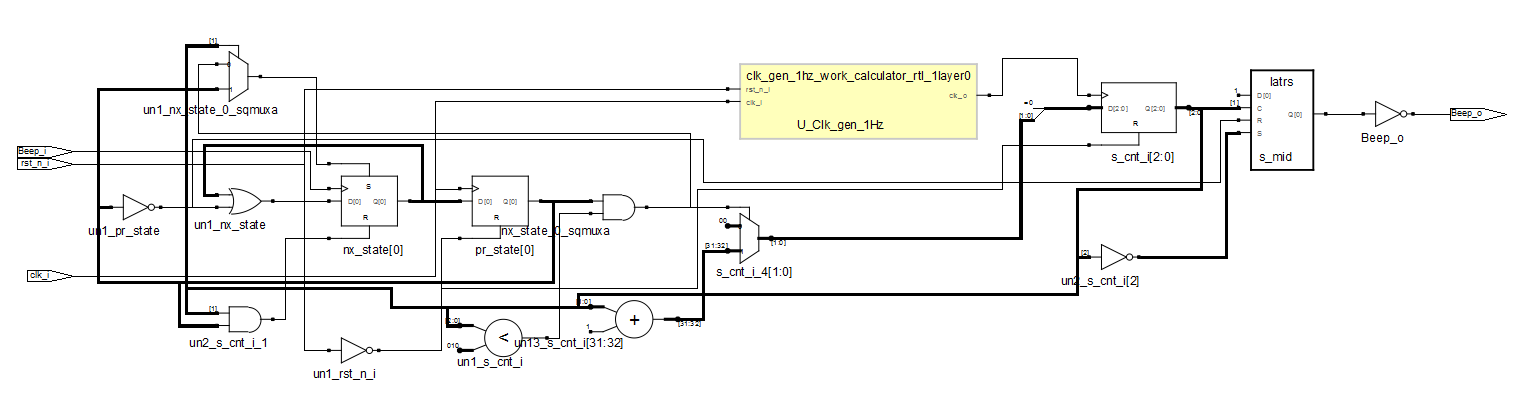 [1]
0
1
un1_nx_state_0_sqmuxa
clk_gen_1hz_work_calculator_rtl_1layer0
rst_n_i
clk_i
clk_o
U_Clk_gen_1Hz
=0
[1:0]
D[2:0]
Q[2:0]
R
[2:0]
s_cnt_i[2:0]
latrs
1
D[0]
[1]
C
R
S
Q[0]
s_mid
Beep_o
Beep_o
Beep_i
rst_n_i
un1_pr_state
un1_nx_state
S
D[0]
Q[0]
R
nx_state[0]
D[0]
Q[0]
R
pr_state[0]
nx_state_0_sqmuxa
00
[31:32]
1
[1:0]
s_cnt_i_4[1:0]
[2]
un2_s_cnt_i[2]
clk_i
[1]
un2_s_cnt_i_1
un1_rst_n_i
[2:0]
010
<
un1_s_cnt_i
[1:0]
1
+
[31:32]
un13_s_cnt_i[31:32]